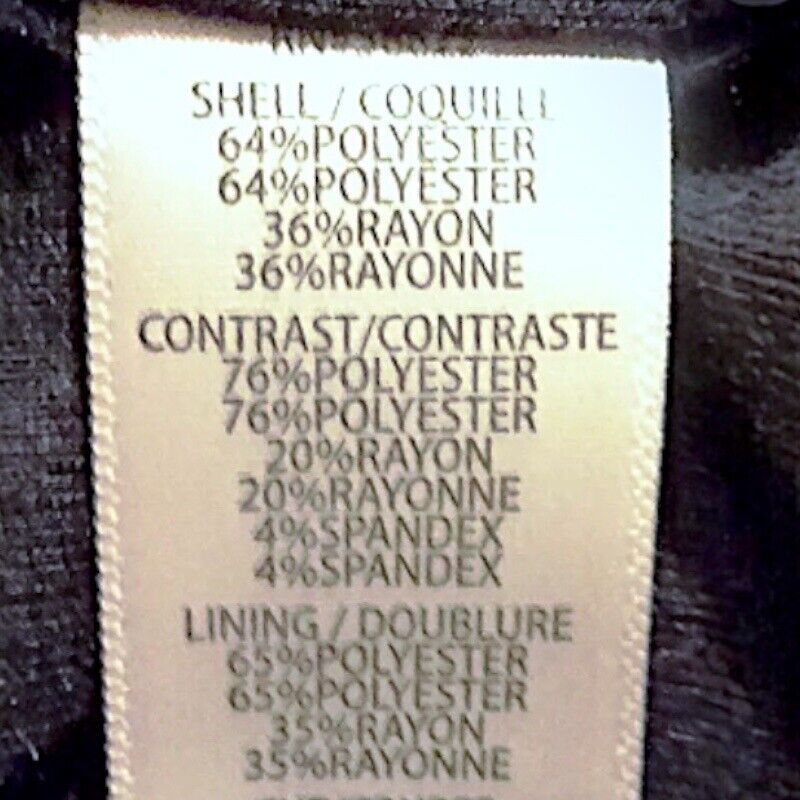 SHELL / COQUILLE
64%POLYESTER
64%POLYESTER
36%RAYON
36%RAYONNE
CONTRAST/CONTRASTE
76%POLYESTER
76%POLYESTER
20%RAYON
20%RAYONNE
4%SPANDEX
4%SPANDEX
LINING / DOUBLURE
65%POLYESTER
65%POLYESTER
35%RAYON
35%RAYONNE